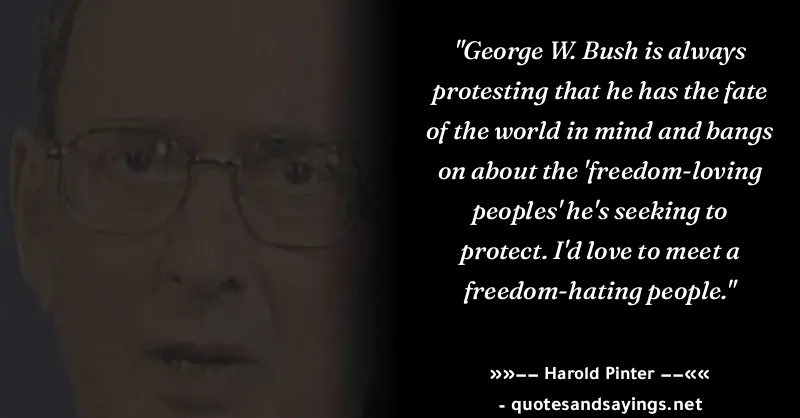 "George W. Bush is always
protesting that he has the fate
of the world in mind and bangs
on about the 'freedom-loving
peoples' he's seeking to
protect. I'd love to meet a
freedom-hating people."
»»–– Harold Pinter ––««
- quotesandsayings.net